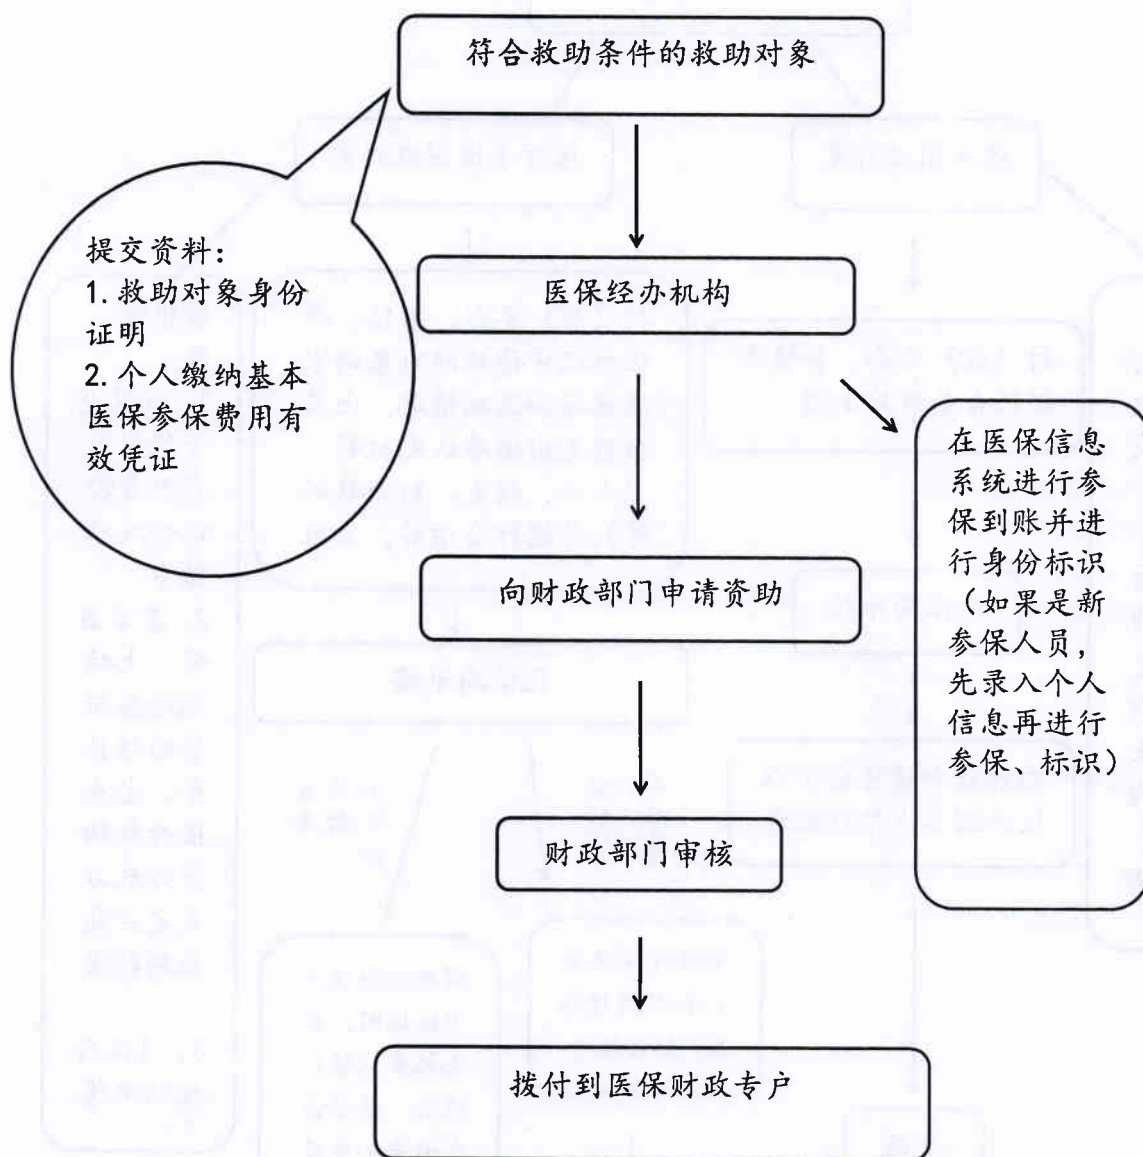 符合救助条件的救助对象
提交资料：
1.救助对象身份
证明
2.个人缴纳基本
医保参保费用有
效凭证
医保经办机构
在医保信息
系统进行参
保到账并进
行身份标识
（如果是新
参保人员，
先录入个人
信息再进行
参保、标识）
向财政部门申请资助
财政部门审核
拨付到医保财政专户